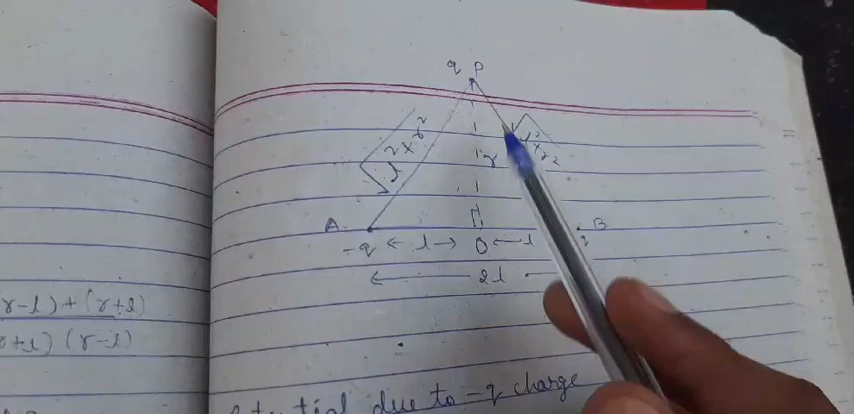 q P
r
A B
-q ← l → O ← l q
← 2l
(r-l) + (r+l)
(r+l) (r-l)
due to -q charge